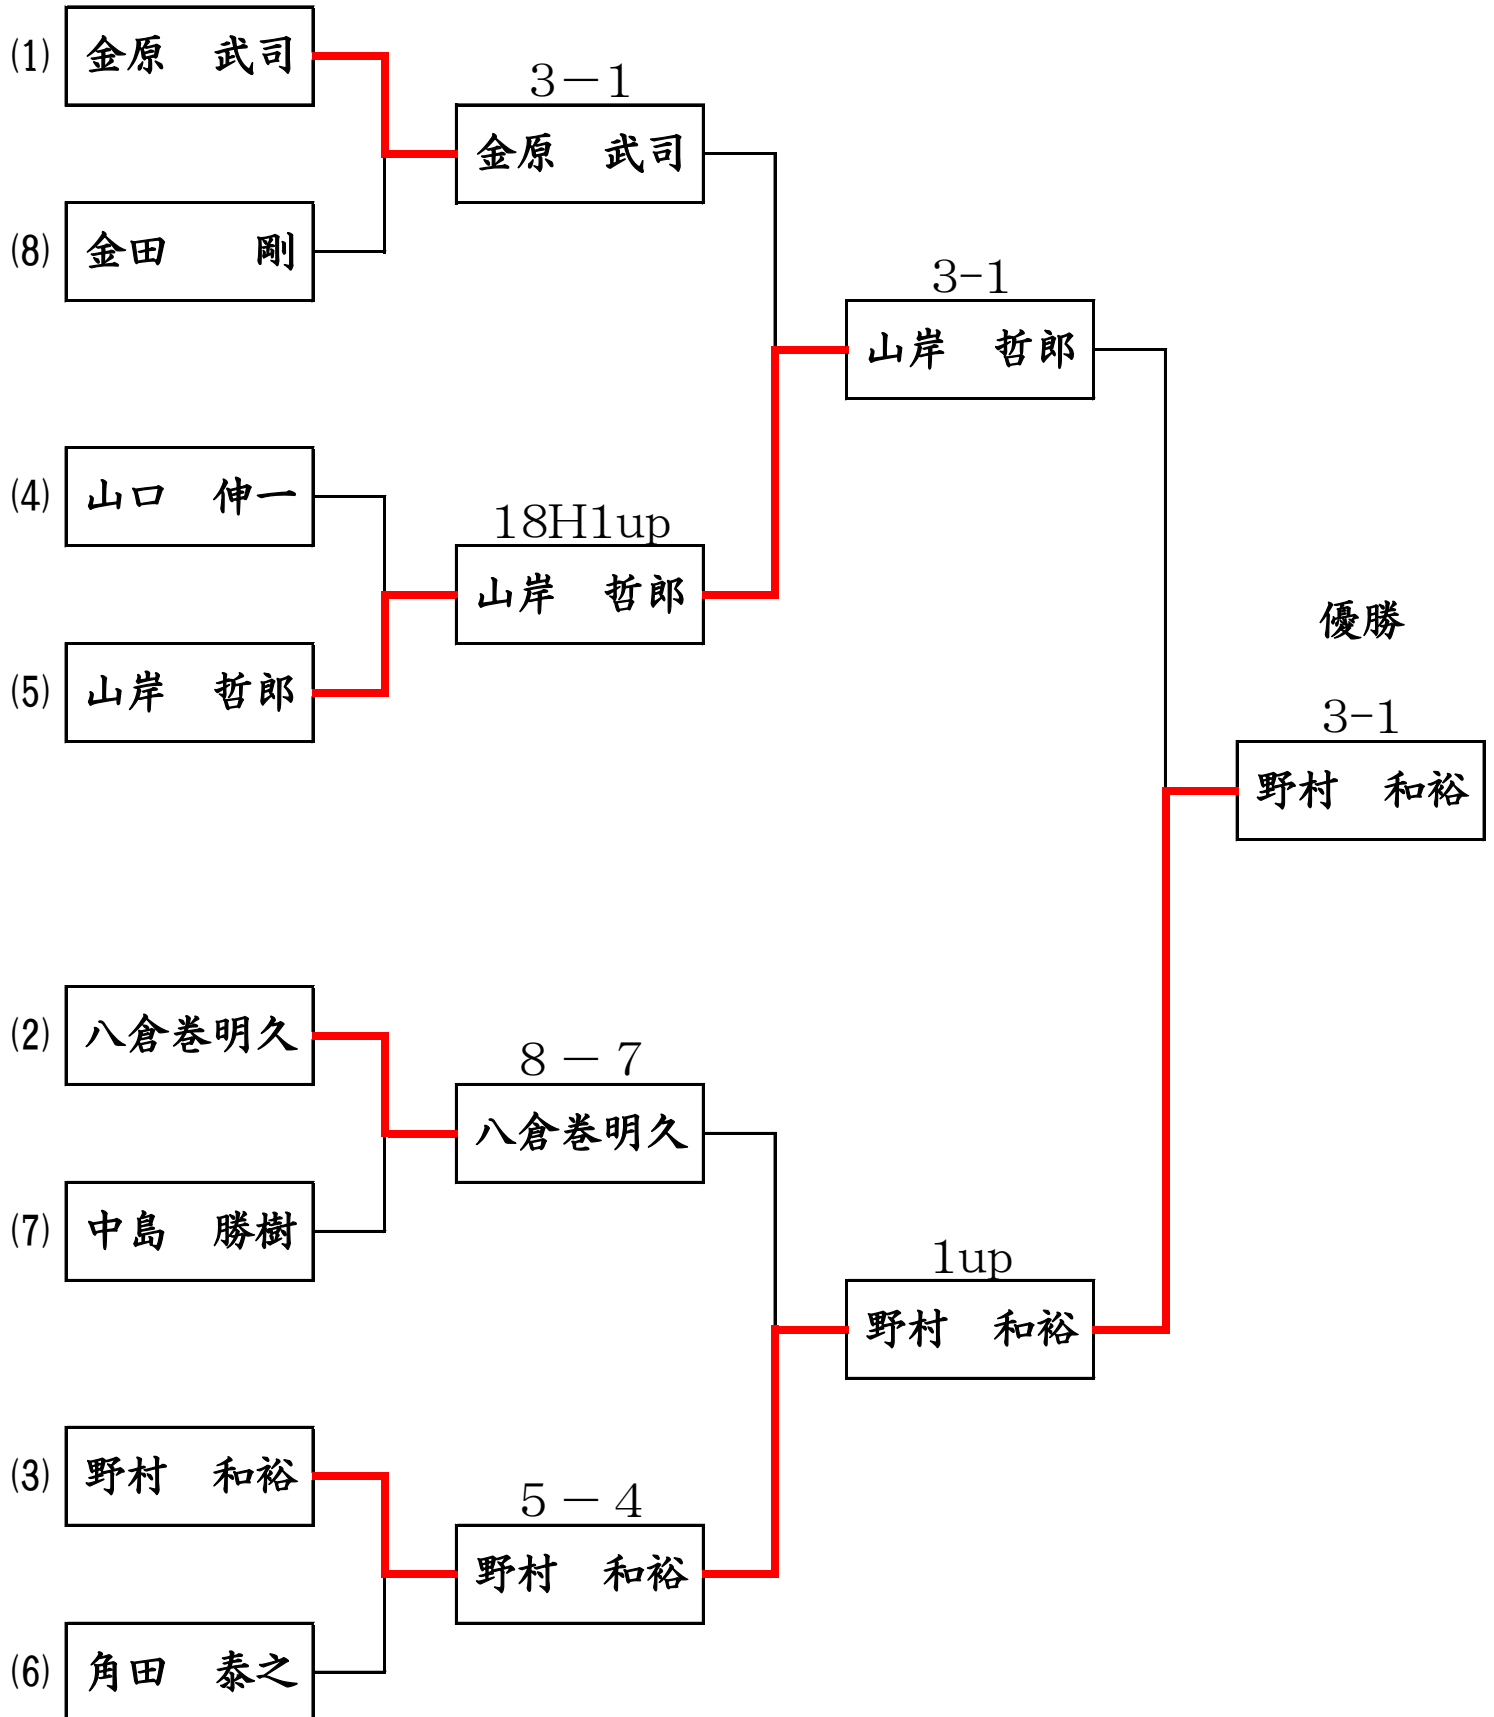 (1) 金原　武司
3－1
金原　武司
(8) 金田　　剛
3-1
山岸　哲郎
(4) 山口　伸一
18H1up
山岸　哲郎
(5) 山岸　哲郎
優勝
3-1
野村　和裕
(2) 八倉巻明久
8－7
八倉巻明久
(7) 中島　勝樹
1up
野村　和裕
(3) 野村　和裕
5－4
野村　和裕
(6) 角田　泰之